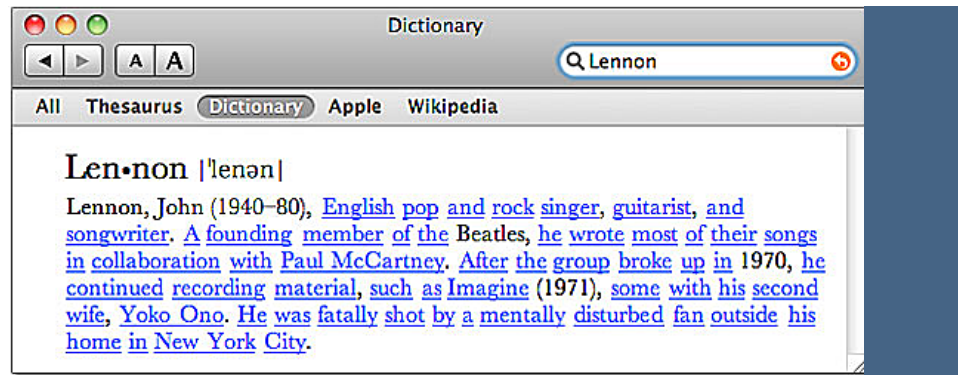 Dictionary
A A
Lennon
All Thesaurus Dictionary Apple Wikipedia
Len•non |ˈlenən|
Lennon, John (1940–80), English pop and rock singer, guitarist, and
songwriter. A founding member of the Beatles, he wrote most of their songs
in collaboration with Paul McCartney. After the group broke up in 1970, he
continued recording material, such as Imagine (1971), some with his second
wife, Yoko Ono. He was fatally shot by a mentally disturbed fan outside his
home in New York City.